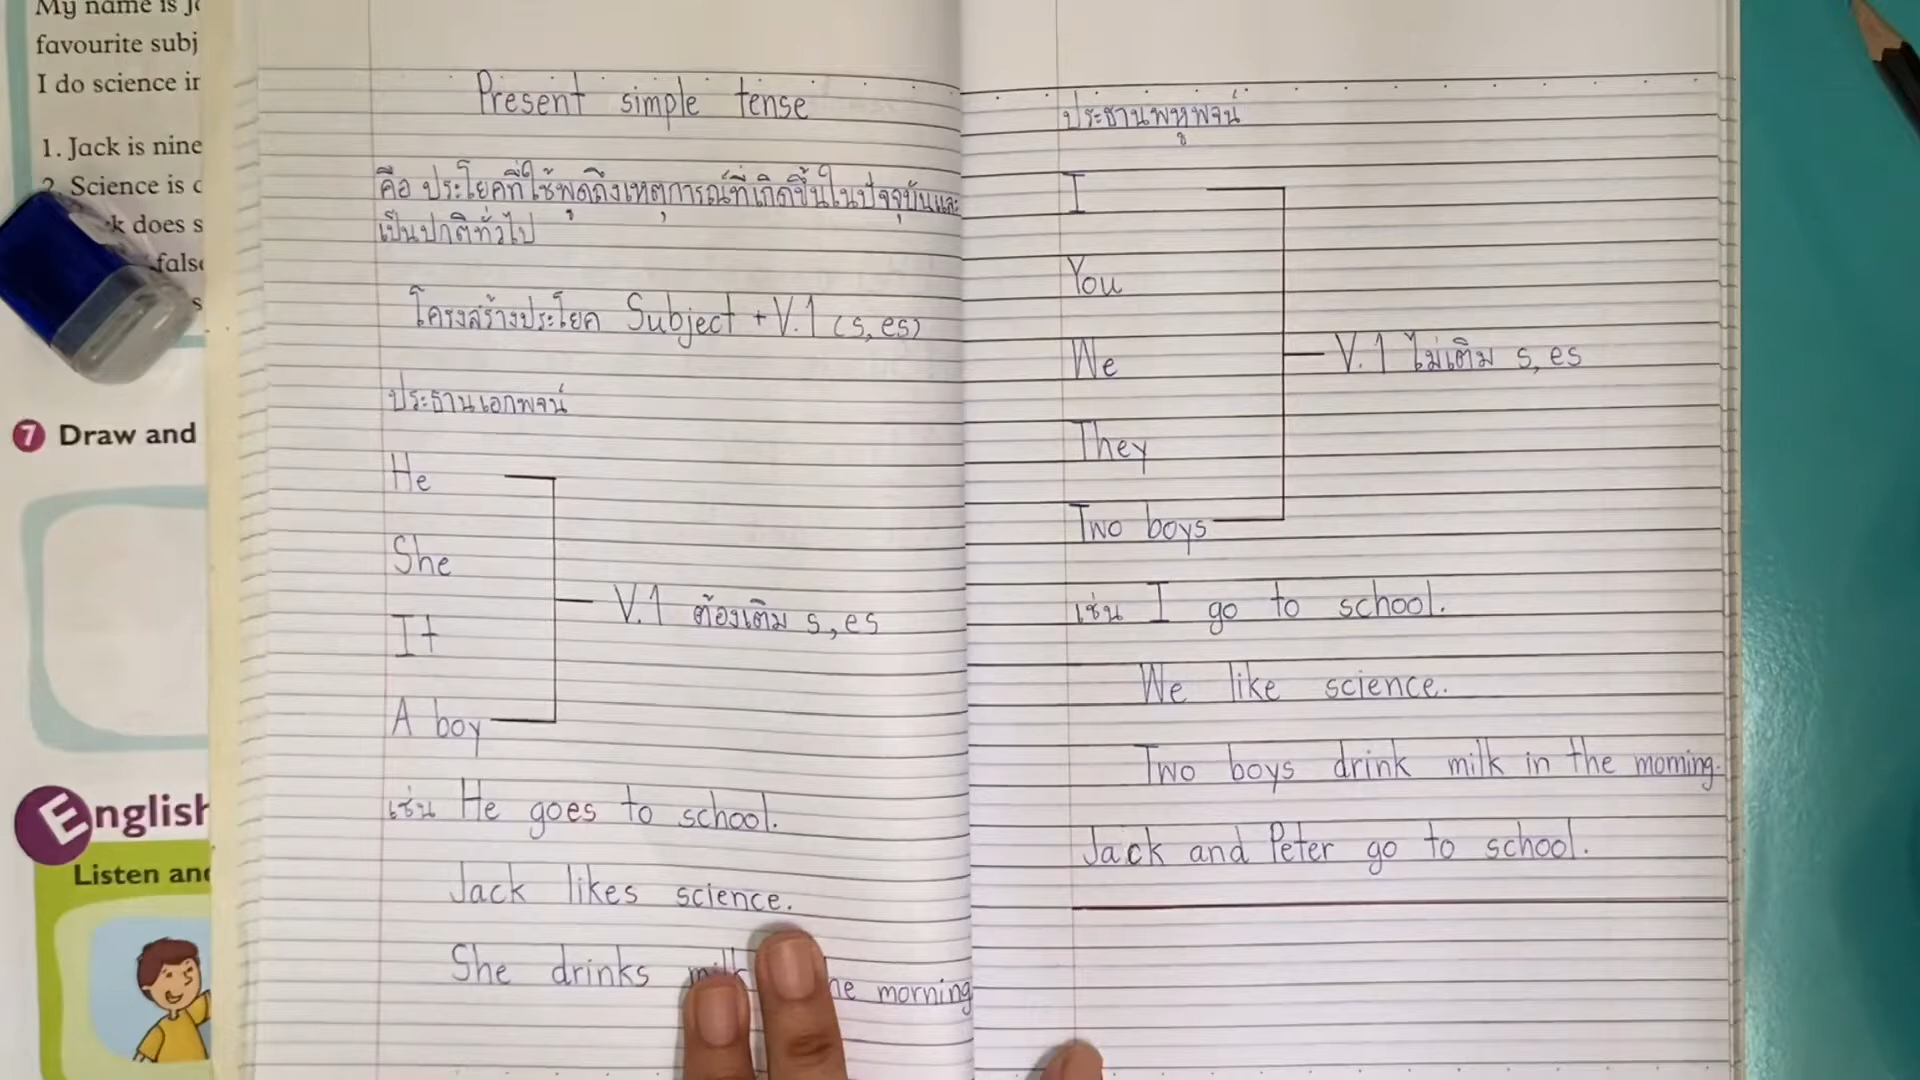 My name is
favourite subj
I do science in
1. Jack is nine
2. Science is
does s
false
7 Draw and
English
Listen and
Present simple tense
คือ ประโยคที่ใช้พูดถึงเหตุการณ์ที่เกิดขึ้นในปัจจุบันและ
เป็นปกติทั่วไป
โครงสร้างประโยค Subject + V.1 (s, es)
ประธานเอกพจน์
He
She
V.1 ต้องเติม s, es
It
A boy
เช่น He goes to school.
Jack likes science.
She drinks milk he morning
ประธานพหูพจน์
I
You
We
V.1 ไม่เติม s, es
They
Two boys
เช่น I go to school.
We like science.
Two boys drink milk in the morning.
Jack and Peter go to school.